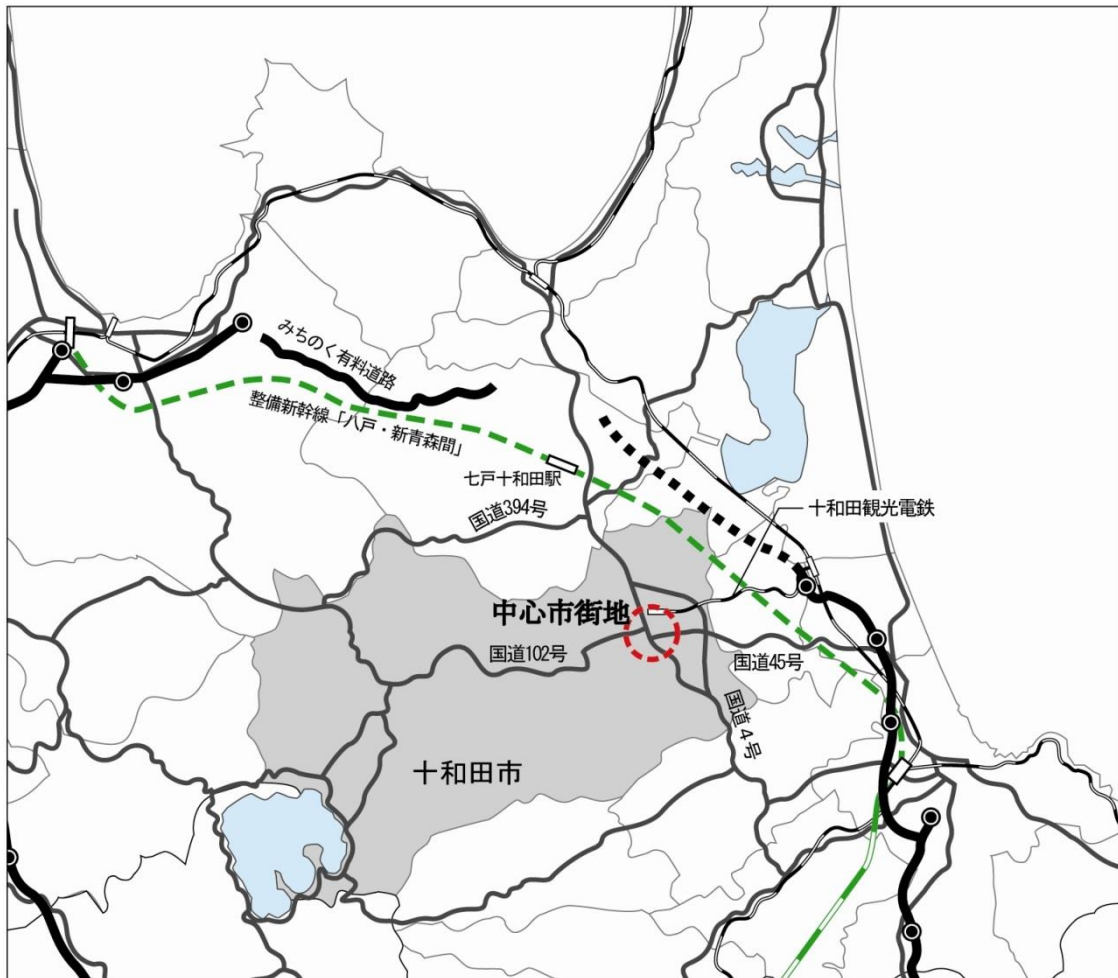 みちのく有料道路
整備新幹線「八戸・新青森間」
七戸十和田駅
国道394号
十和田観光電鉄
中心市街地
国道102号
国道45号
国道4号
十和田市